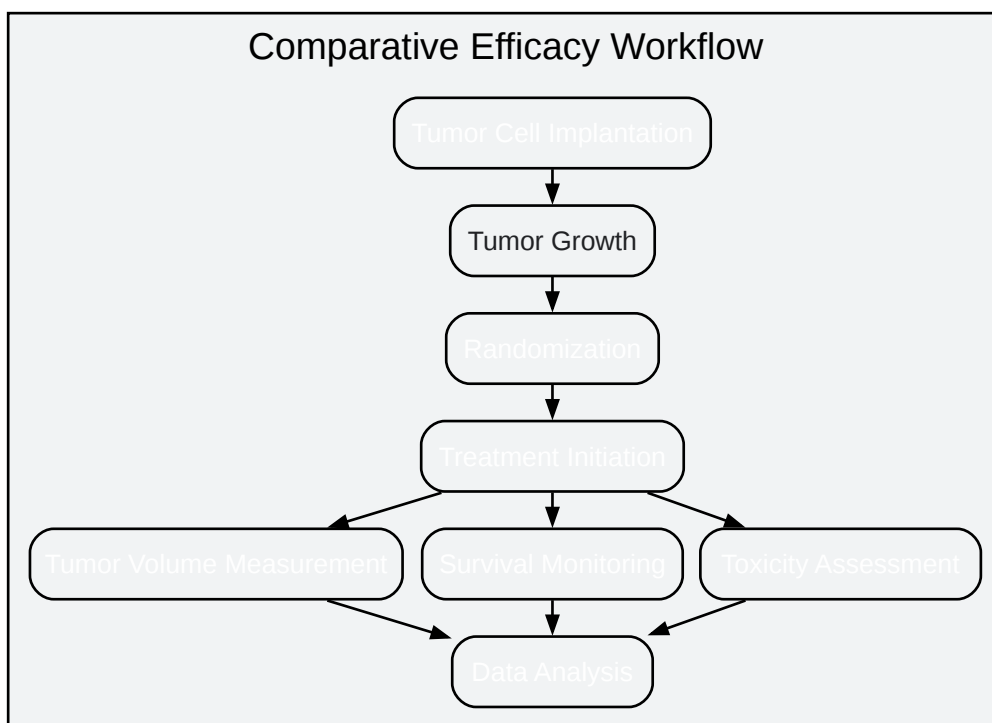 Comparative Efficacy Workflow
Tumor Cell Implantation
Tumor Growth
Randomization
Treatment Initiation
Tumor Volume Measurement
Survival Monitoring
Toxicity Assessment
Data Analysis